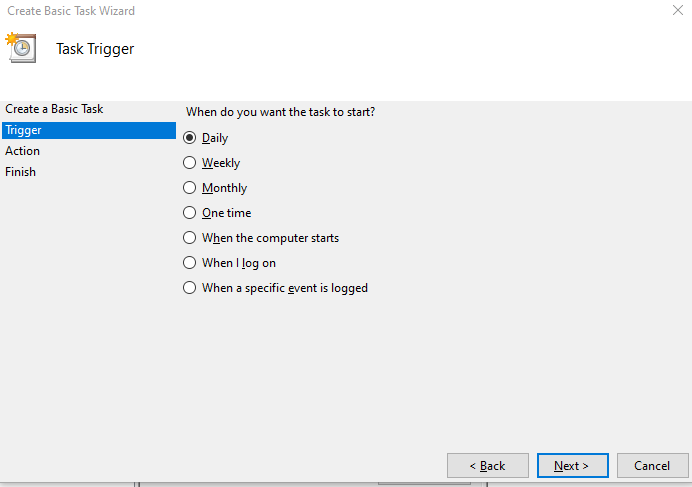 Create Basic Task Wizard
Task Trigger
Create a Basic Task
Trigger
Action
Finish
When do you want the task to start?
Daily
Weekly
Monthly
One time
When the computer starts
When I log on
When a specific event is logged
< Back
Next >
Cancel